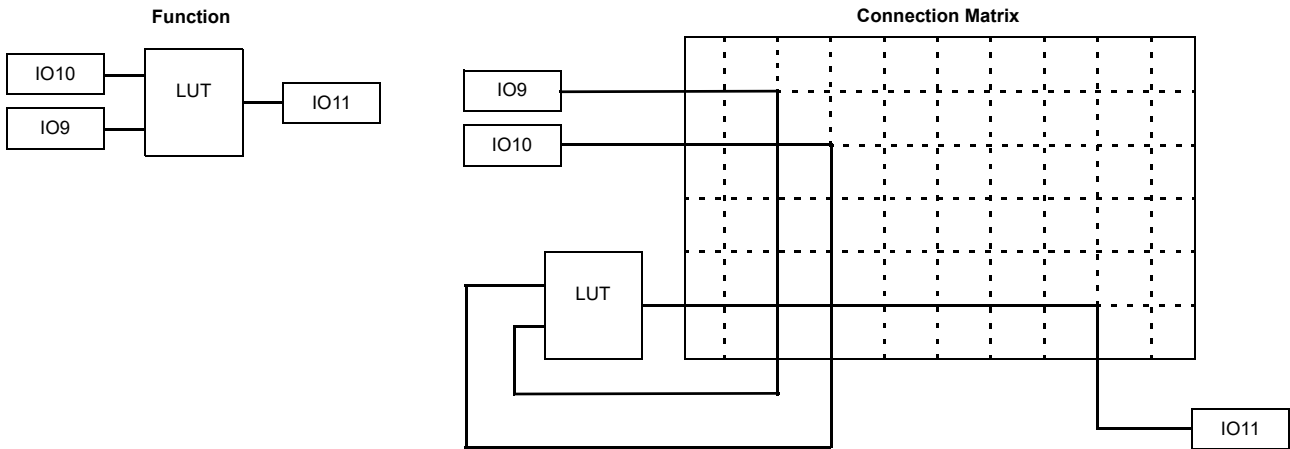 Function
IO10
IO9
LUT
IO11
Connection Matrix
IO9
IO10
LUT
IO11